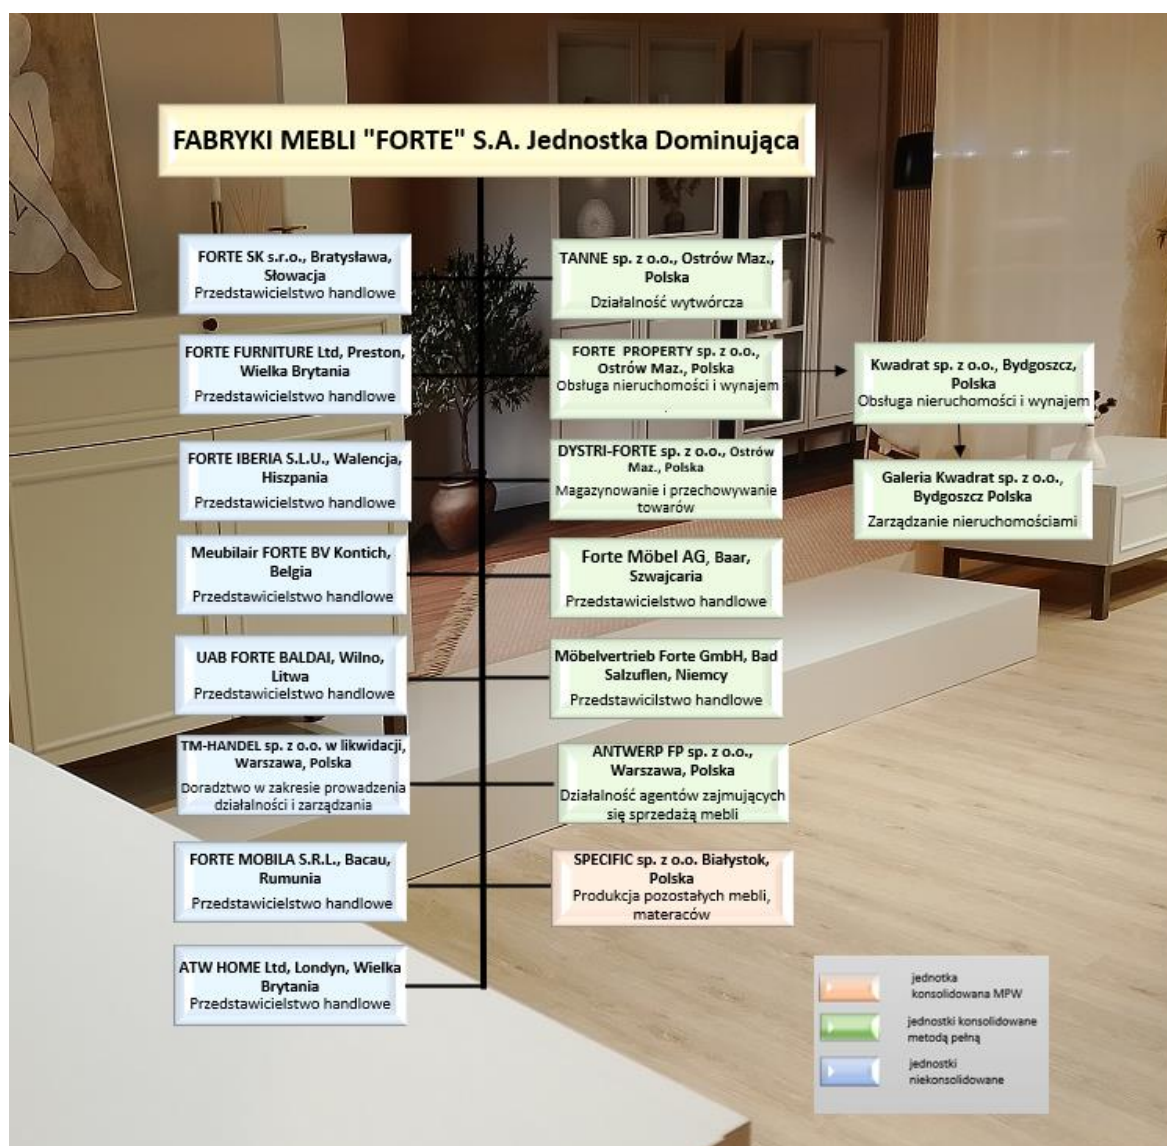 FABRYKI MEBLI "FORTE" S.A. Jednostka Dominująca
FORTE SK s.r.o., Bratysława,
Słowacja
Przedstawicielstwo handlowe
FORTE FURNITURE Ltd, Preston,
Wielka Brytania
Przedstawicielstwo handlowe
FORTE IBERIA S.L.U., Walencja,
Hiszpania
Przedstawicielstwo handlowe
Meubilair FORTE BV Kontich,
Belgia
Przedstawicielstwo handlowe
UAB FORTE BALDAI, Wilno,
Litwa
Przedstawicielstwo handlowe
TM-HANDEL sp. z o.o. w likwidacji,
Warszawa, Polska
Doradztwo w zakresie prowadzenia
działalności i zarządzania
FORTE MOBILA S.R.L., Bacau,
Rumunia
Przedstawicielstwo handlowe
ATW HOME Ltd, Londyn, Wielka
Brytania
Przedstawicielstwo handlowe
TANNE sp. z o.o., Ostrów Maz.,
Polska
Działalność wytwórcza
FORTE PROPERTY sp. z o.o.,
Ostrów Maz., Polska
Obsługa nieruchomości i wynajem
.
DYSTRI-FORTE sp. z o.o., Ostrów
Maz., Polska
Magazynowanie i przechowywanie
towarów
Forte Möbel AG, Baar,
Szwajcaria
Przedstawicielstwo handlowe
Möbelvertrieb Forte GmbH, Bad
Salzuflen, Niemcy
Przedstawicilstwo handlowe
ANTWERP FP sp. z o.o.,
Warszawa, Polska
Działalność agentów zajmujących
się sprzedażą mebli
SPECIFIC sp. z o.o. Białystok,
Polska
Produkcja pozostałych mebli,
materaców
Kwadrat sp. z o.o., Bydgoszcz,
Polska
Obsługa nieruchomości i wynajem
Galeria Kwadrat sp. z o.o.,
Bydgoszcz Polska
Zarządzanie nieruchomościami
jednotka
konsolidowana MPW
jednostki konsolidowane
metodą pełną
jednostki
niekonsolidowane